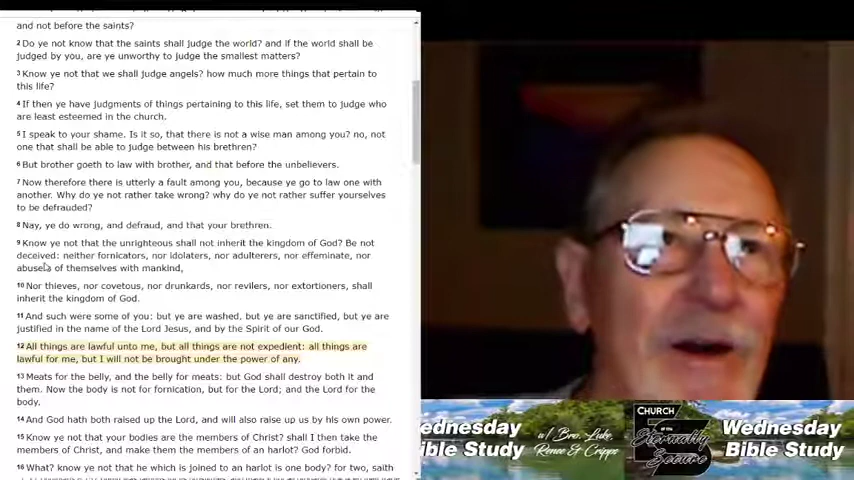 and not before the saints?
2 Do ye not know that the saints shall judge the world? and if the world shall be
judged by you, are ye unworthy to judge the smallest matters?
3 Know ye not that we shall judge angels? how much more things that pertain to
this life?
4 If then ye have judgments of things pertaining to this life, set them to judge who
are least esteemed in the church.
5 I speak to your shame. Is it so, that there is not a wise man among you? no, not
one that shall be able to judge between his brethren?
6 But brother goeth to law with brother, and that before the unbelievers.
7 Now therefore there is utterly a fault among you, because ye go to law one with
another. Why do ye not rather take wrong? why do ye not rather suffer yourselves
to be defrauded?
8 Nay, ye do wrong, and defraud, and that your brethren.
9 Know ye not that the unrighteous shall not inherit the kingdom of God? Be not
deceived: neither fornicators, nor idolaters, nor adulterers, nor effeminate, nor
abusers of themselves with mankind,
10 Nor thieves, nor covetous, nor drunkards, nor revilers, nor extortioners, shall
inherit the kingdom of God.
11 And such were some of you: but ye are washed, but ye are sanctified, but ye are
justified in the name of the Lord Jesus, and by the Spirit of our God.
12 All things are lawful unto me, but all things are not expedient: all things are
lawful for me, but I will not be brought under the power of any.
13 Meats for the belly, and the belly for meats: but God shall destroy both it and
them. Now the body is not for fornication, but for the Lord; and the Lord for the
body.
14 And God hath both raised up the Lord, and will also raise up us by his own power.
15 Know ye not that your bodies are the members of Christ? shall I then take the
members of Christ, and make them the members of an harlot? God forbid.
16 What? know ye not that he which is joined to an harlot is one body? for two, saith
ednesday
Bible Study
w/ Bro. Luke,
Renee & Cripps
CHURCH
of the
Eternally
Secure
Wednesday
Bible Study